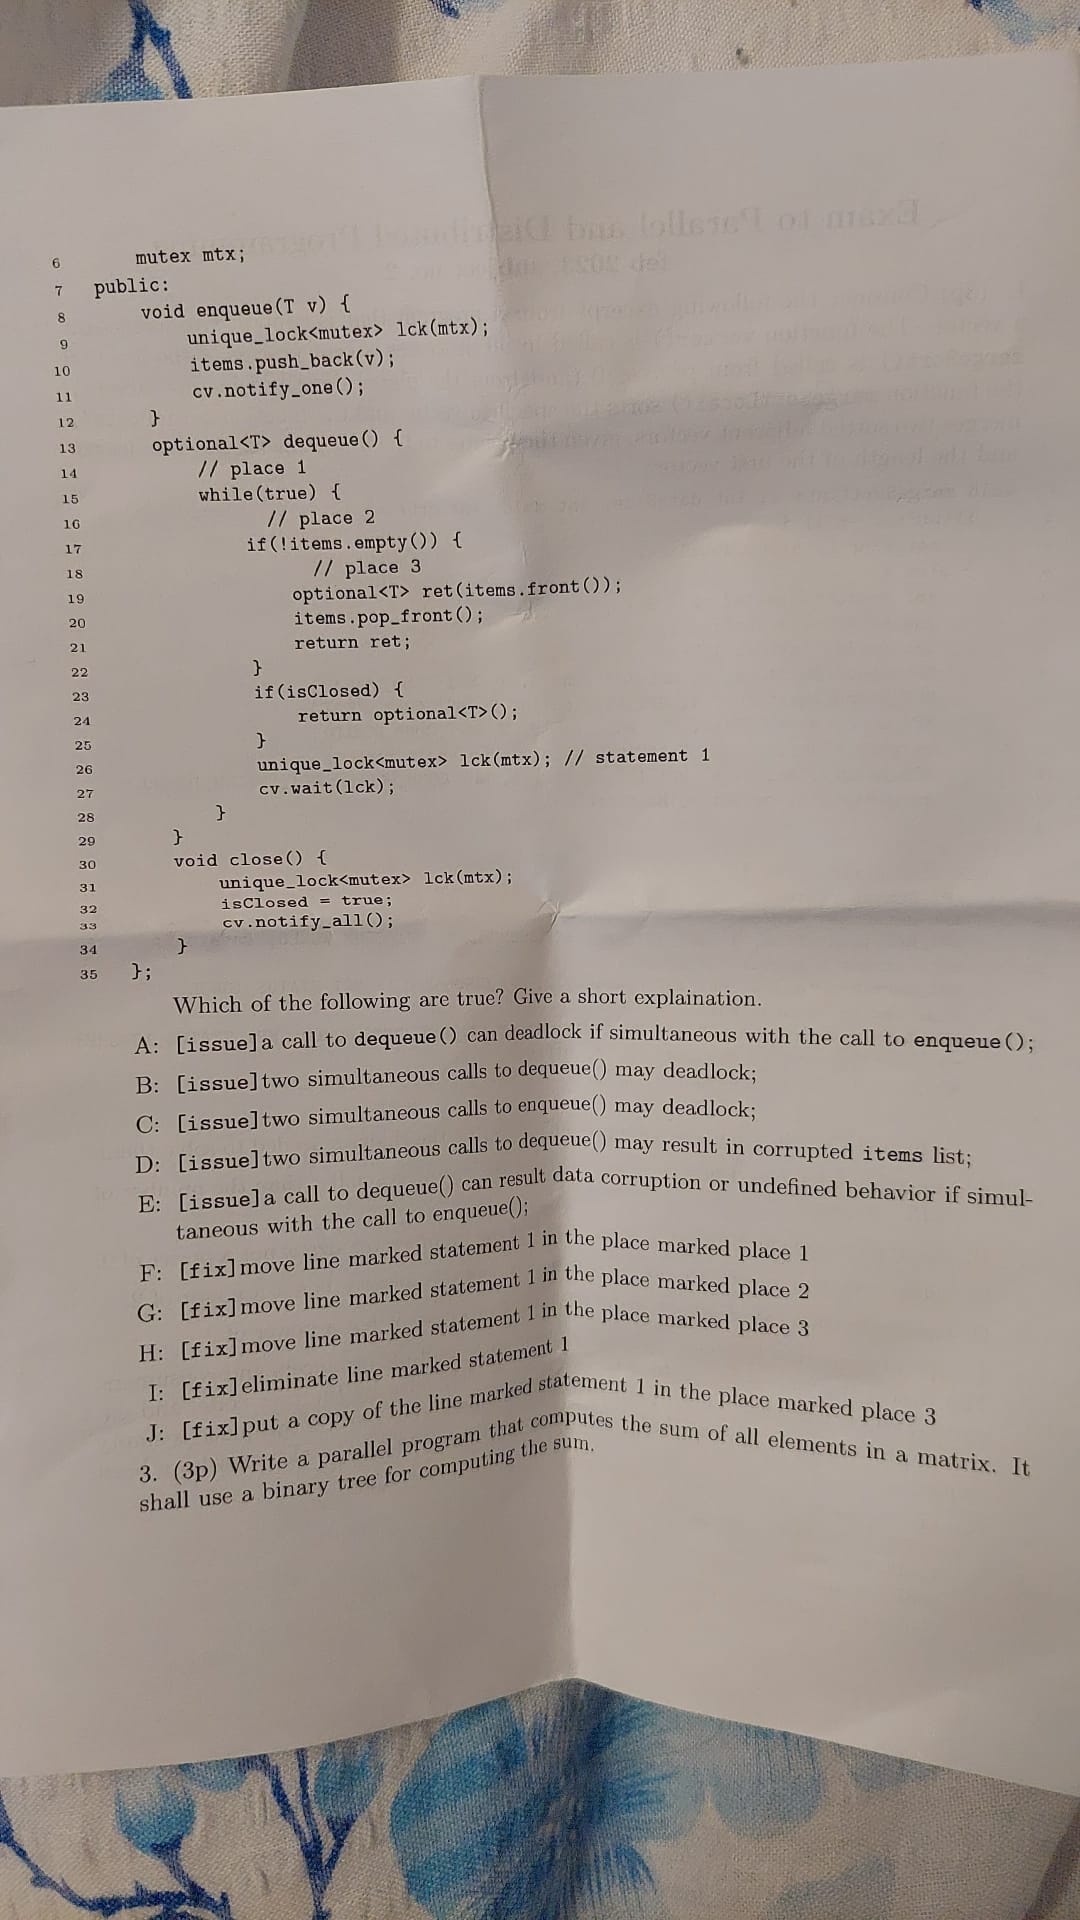 6 mutex mtx;
7 public:
8 void enqueue(T v) {
9 unique_lock<mutex> lck(mtx);
10 items.push_back(v);
11 cv.notify_one();
12 }
13 optional<T> dequeue() {
14 // place 1
15 while(true) {
16 // place 2
17 if(!items.empty()) {
18 // place 3
19 optional<T> ret(items.front());
20 items.pop_front();
21 return ret;
22 }
23 if(isClosed) {
24 return optional<T>();
25 }
26 unique_lock<mutex> lck(mtx); // statement 1
27 cv.wait(lck);
28 }
29 }
30 void close() {
31 unique_lock<mutex> lck(mtx);
32 isClosed = true;
33 cv.notify_all();
34 }
35 };
Which of the following are true? Give a short explaination.
A: [issue]a call to dequeue() can deadlock if simultaneous with the call to enqueue();
B: [issue]two simultaneous calls to dequeue() may deadlock;
C: [issue]two simultaneous calls to enqueue() may deadlock;
D: [issue]two simultaneous calls to dequeue() may result in corrupted items list;
E: [issue]a call to dequeue() can result data corruption or undefined behavior if simul-
taneous with the call to enqueue();
F: [fix]move line marked statement 1 in the place marked place 1
G: [fix]move line marked statement 1 in the place marked place 2
H: [fix]move line marked statement 1 in the place marked place 3
I: [fix]eliminate line marked statement 1
J: [fix]put a copy of the line marked statement 1 in the place marked place 3
3. (3p) Write a parallel program that computes the sum of all elements in a matrix. It
shall use a binary tree for computing the sum.